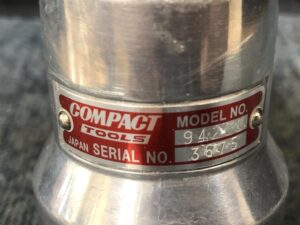 COMPACT
TOOLS
MODEL NO.
JAPAN SERIAL NO.